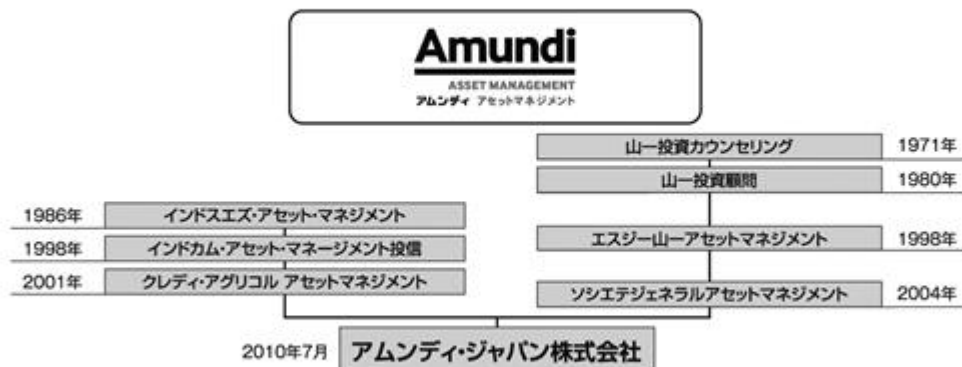 Amundi
ASSET MANAGEMENT
アムンディ アセットマネジメント
山一投資カウンセリング 1971年
山一投資顧問 1980年
1986年 インドスエズ・アセット・マネジメント
1998年 インドカム・アセット・マネージメント投信
エスジー山一アセットマネジメント 1998年
2001年 クレディ・アグリコル アセットマネジメント
ソシエテジェネラルアセットマネジメント 2004年
2010年7月 アムンディ・ジャパン株式会社